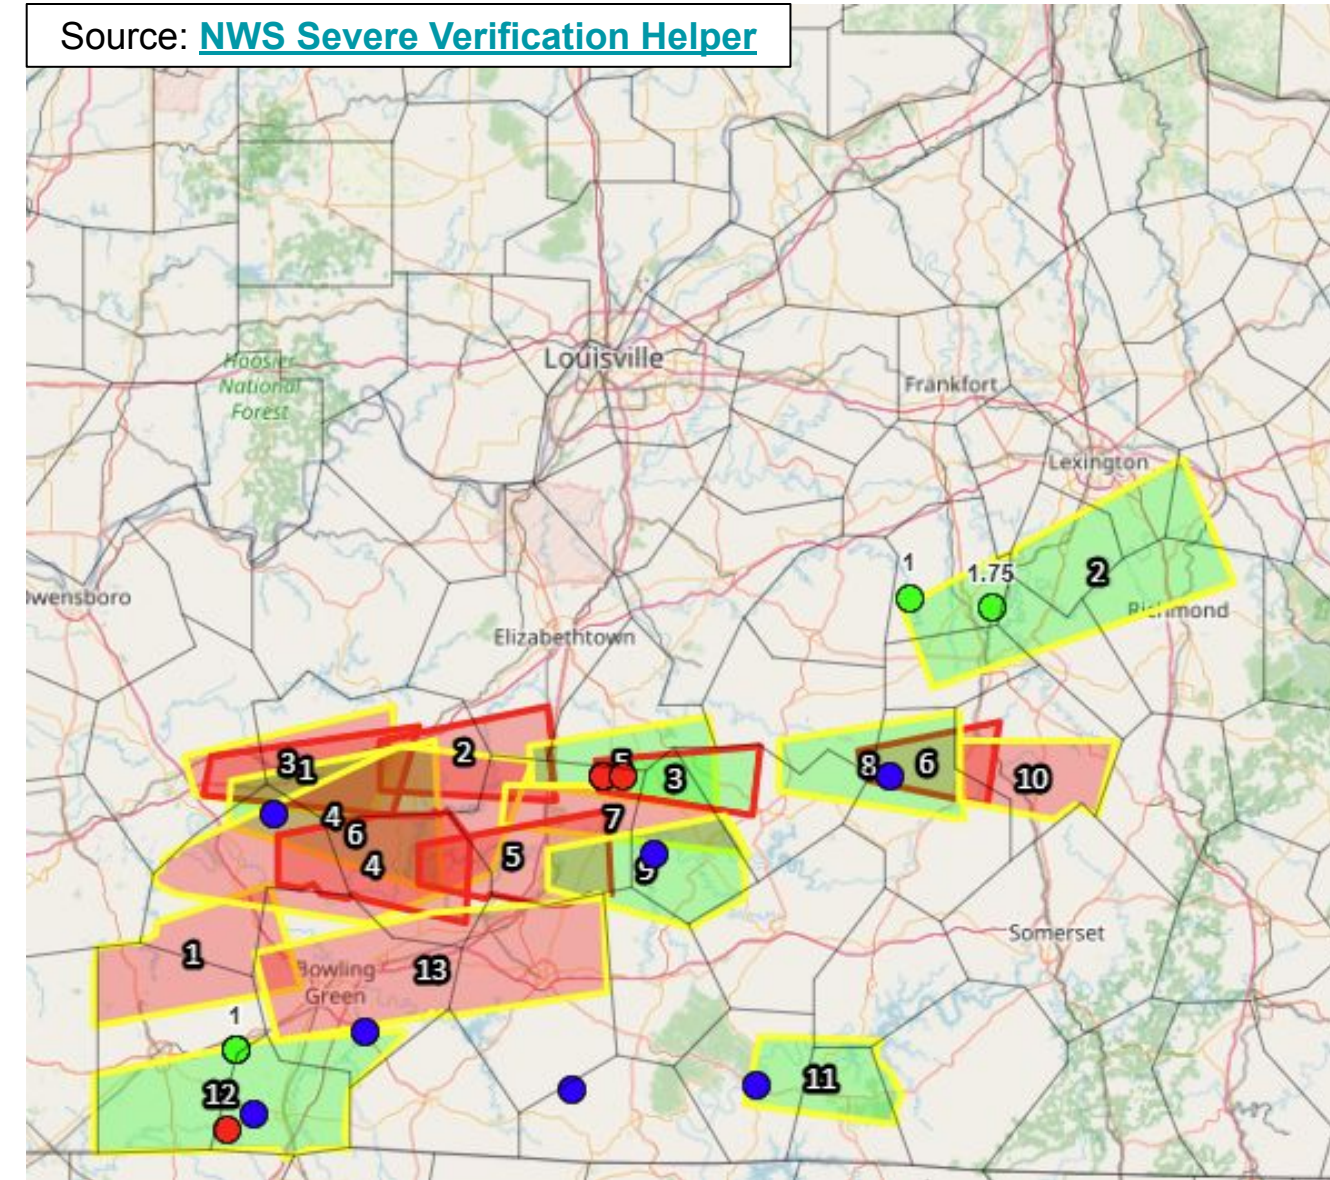 Source: NWS Severe Verification Helper
Hoosier
National
Forest
Louisville
Frankfort
Lexington
1
1.75
2
Richmond
Owensboro
Elizabethtown
2
3
1
5
3
8
6
10
4
6
4
5
7
9
1
13
Bowling
Green
Somerset
1
12
11